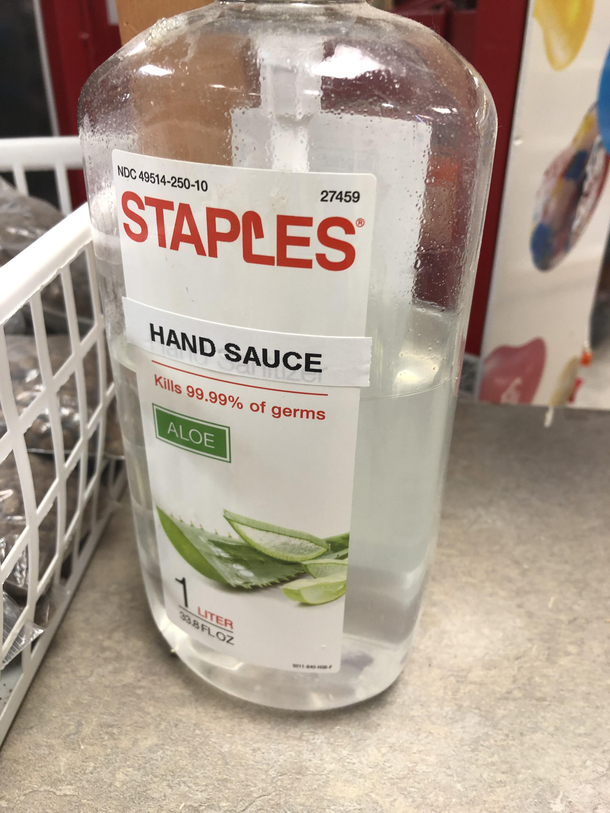 NDC 49514-250-10
27459
STAPLES®
HAND SAUCE
Sanitizer
Kills 99.99% of germs
ALOE
1 LITER
33.8 FL OZ